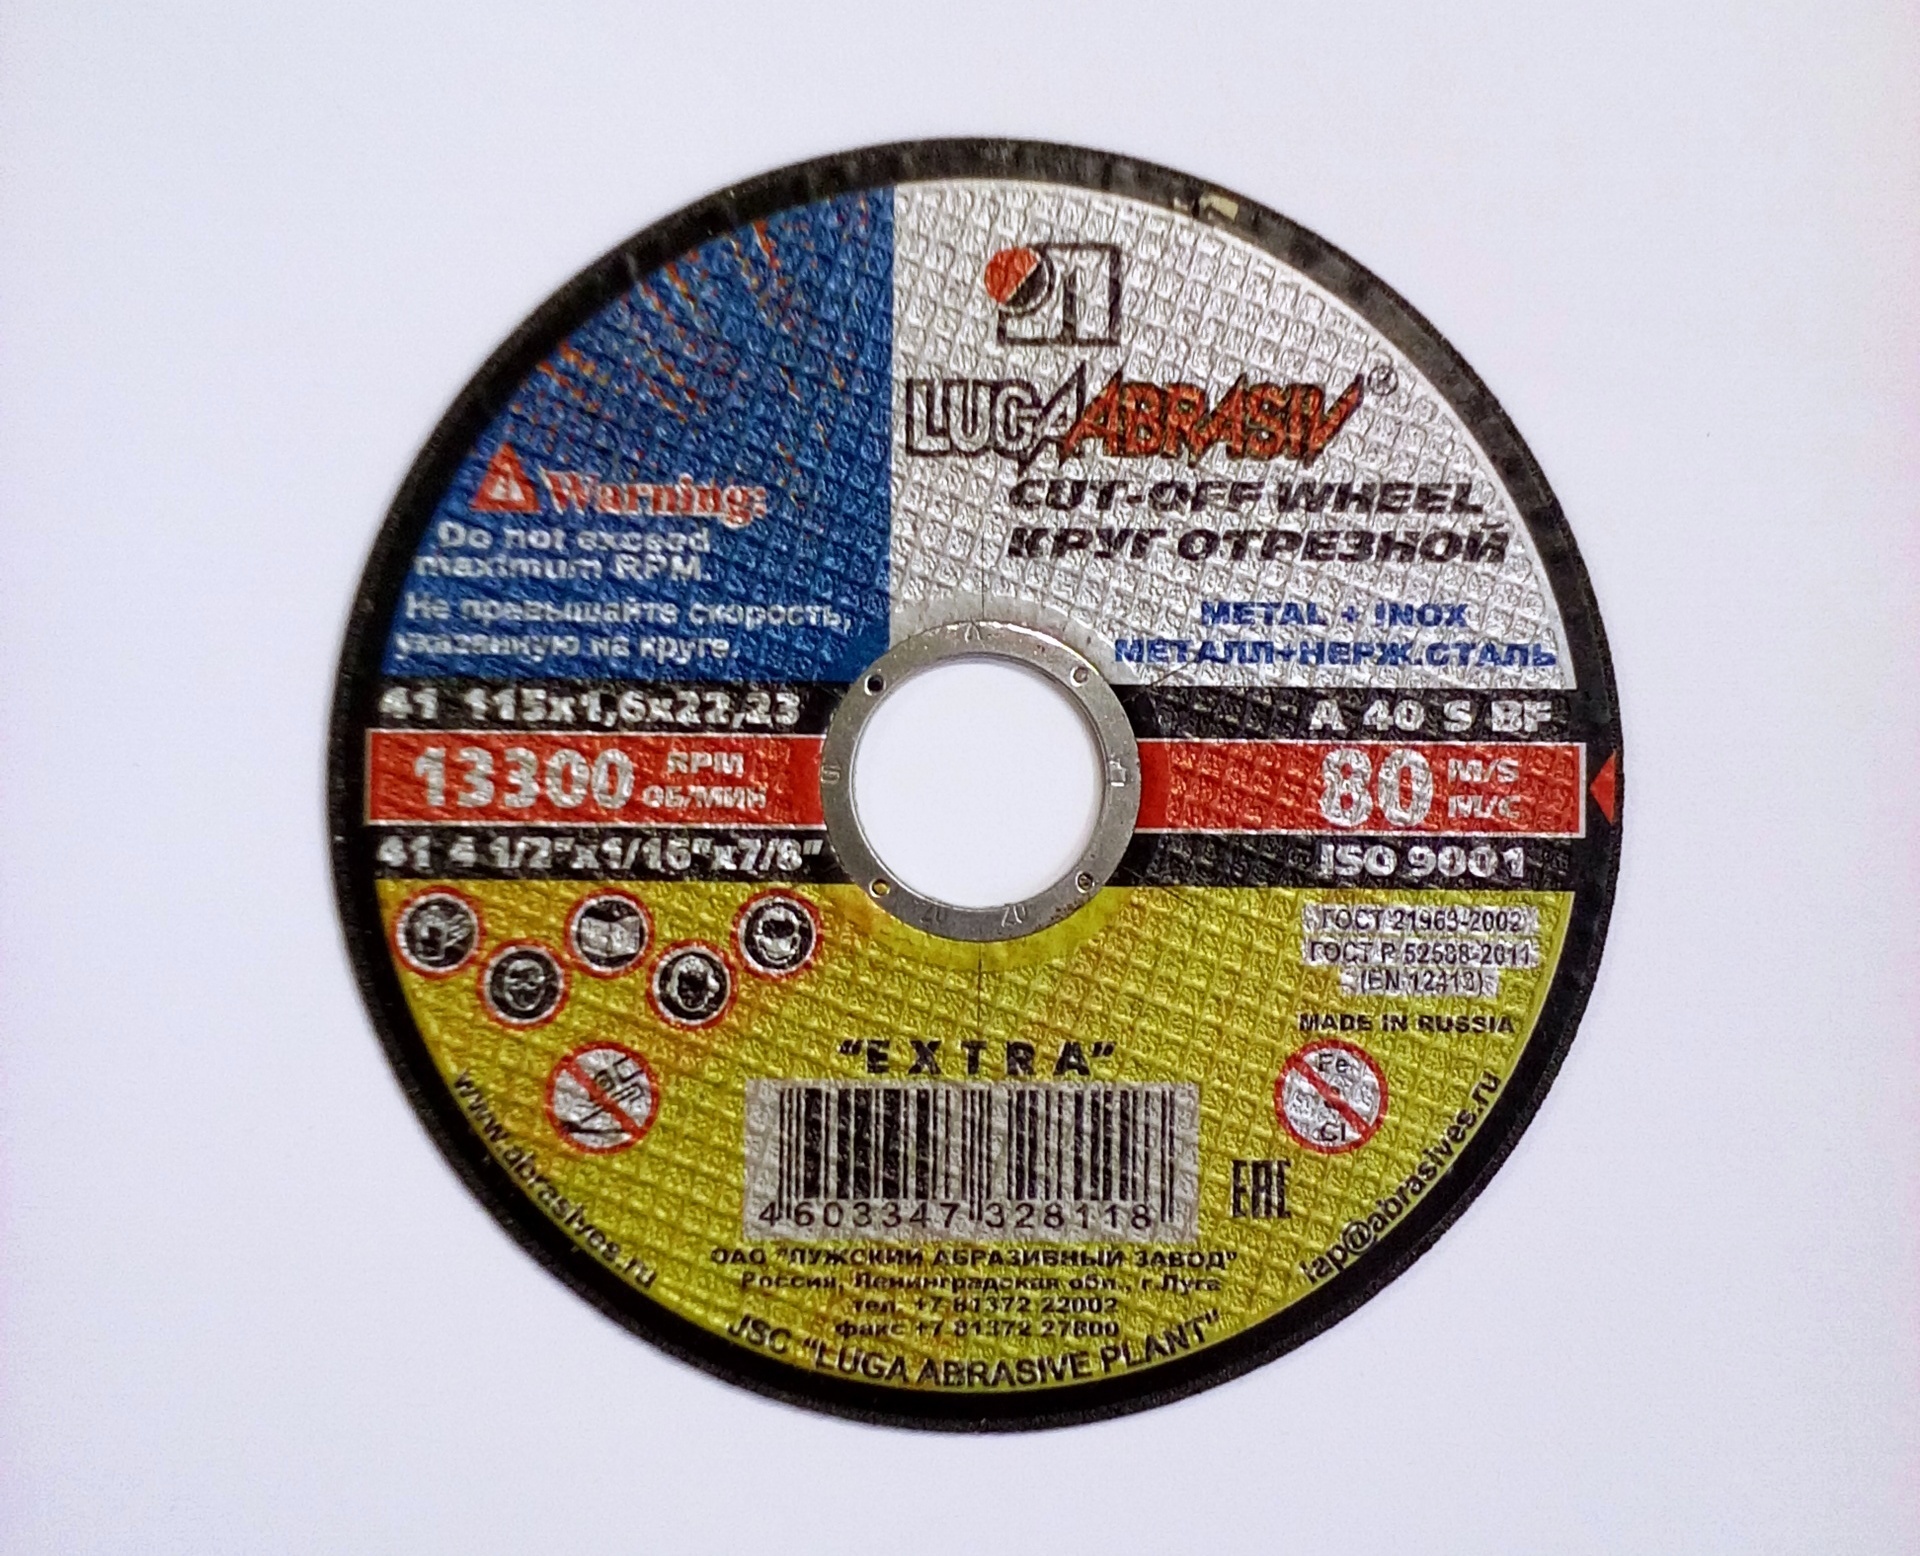 Л
LUGAABRASIV®
CUT-OFF WHEEL
КРУГ ОТРЕЗНОЙ
METAL + INOX
МЕТАЛЛ+НЕРЖ.СТАЛЬ
Warning:
Do not exceed
maximum RPM.
Не превышайте скорость,
указанную на круге.
41 115x1,6x22,23
A 40 S BF
13300 RPM
ОБ/МИН
80 M/S
М/С
41 4 1/2"x1/16"x7/8"
ISO 9001
ГОСТ 21963-2002
ГОСТ Р 52588-2011
(EN 12413)
MADE IN RUSSIA
Fe
S
Cl
"EXTRA"
4 603347 328118
EAC
ОАО "ЛУЖСКИЙ АБРАЗИВНЫЙ ЗАВОД"
Россия, Ленинградская обл., г.Луга
тел. +7 81372 22002
факс +7 81372 27800
JSC "LUGA ABRASIVE PLANT"
www.abrasives.ru
lap@abrasives.ru